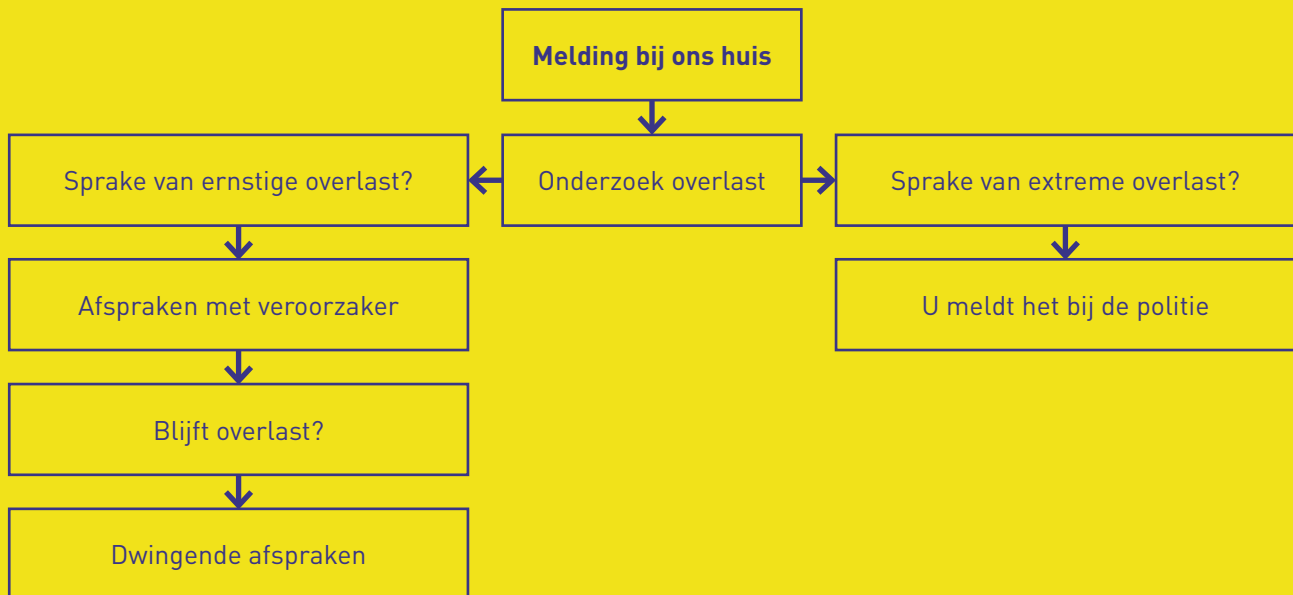 Melding bij ons huis
Sprake van ernstige overlast?
Onderzoek overlast
Sprake van extreme overlast?
Afspraken met veroorzaker
U meldt het bij de politie
Blijft overlast?
Dwingende afspraken